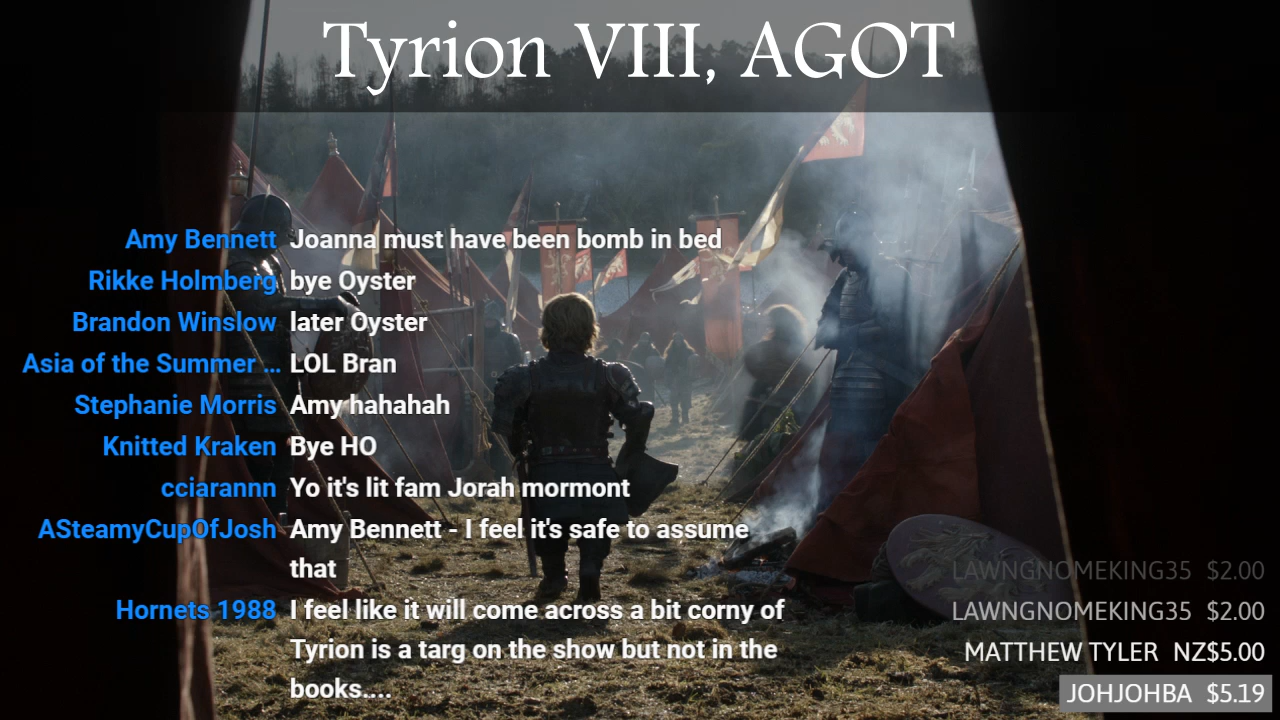 Tyrion VIII, AGOT
Amy Bennett Joanna must have been bomb in bed
Rikke Holmberg bye Oyster
Brandon Winslow later Oyster
Asia of the Summer ... LOL Bran
Stephanie Morris Amy hahahah
Knitted Kraken Bye HO
cciarannn Yo it's lit fam Jorah mormont
ASteamyCupOfJosh Amy Bennett - I feel it's safe to assume
that
Hornets 1988 I feel like it will come across a bit corny of
Tyrion is a targ on the show but not in the
books....
LAWNGNOMEKING35 $2.00
LAWNGNOMEKING35 $2.00
MATTHEW TYLER NZ$5.00
JOHJOHBA $5.19